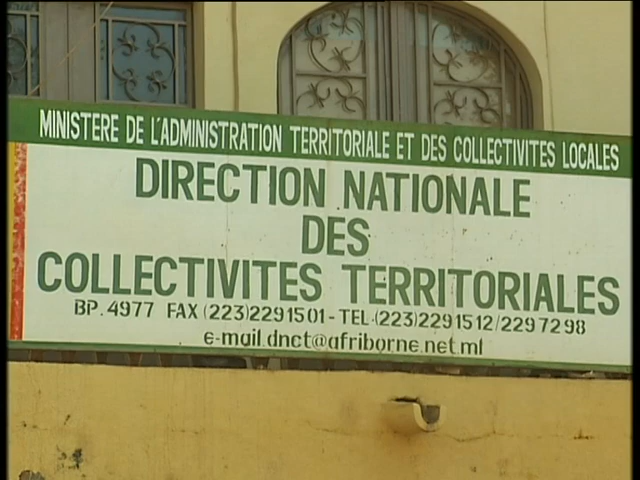 MINISTERE DE L'ADMINISTRATION TERRITORIALE ET DES COLLECTIVITES LOCALES
DIRECTION NATIONALE
DES
COLLECTIVITES TERRITORIALES
BP. 4977 FAX (223)2291501 - TEL.(223)2291512/2297298
e-mail.dnct@afriborne.net.ml